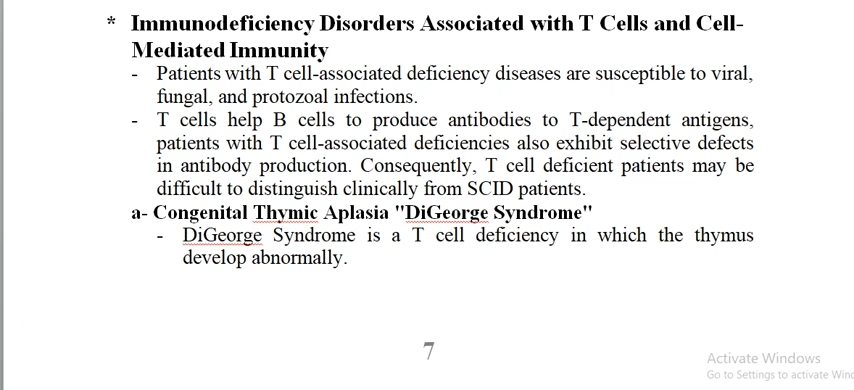 * Immunodeficiency Disorders Associated with T Cells and Cell-
Mediated Immunity
- Patients with T cell-associated deficiency diseases are susceptible to viral,
fungal, and protozoal infections.
- T cells help B cells to produce antibodies to T-dependent antigens,
patients with T cell-associated deficiencies also exhibit selective defects
in antibody production. Consequently, T cell deficient patients may be
difficult to distinguish clinically from SCID patients.
a- Congenital Thymic Aplasia "DiGeorge Syndrome"
- DiGeorge Syndrome is a T cell deficiency in which the thymus
develop abnormally.
7
Activate Windows
Go to Settings to activate Winc